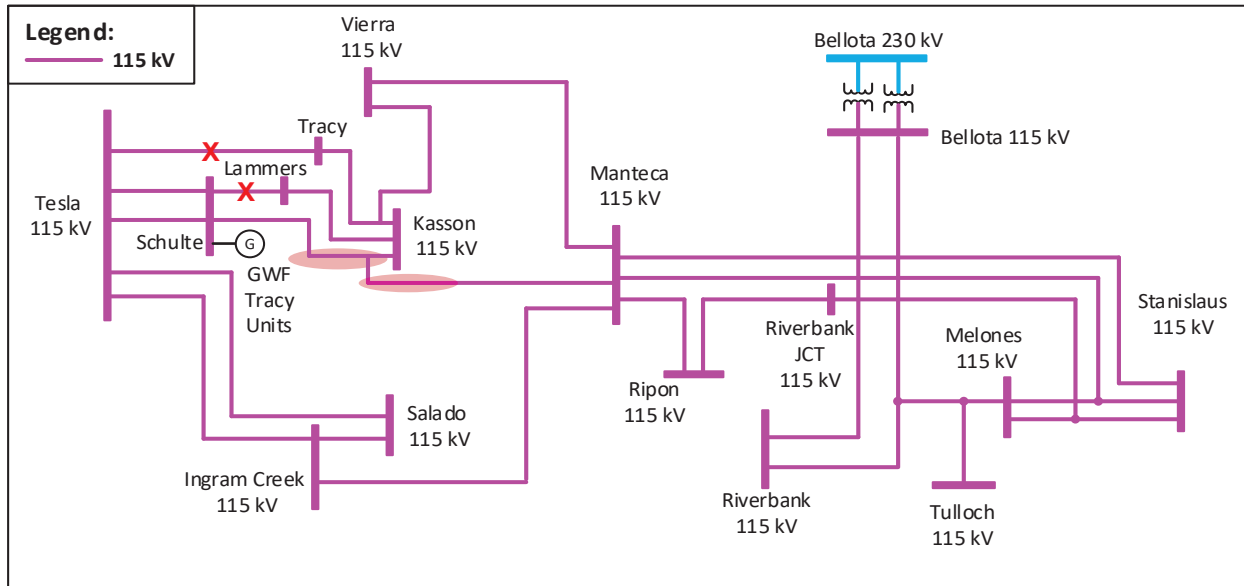 Legend:
115 kV
Vierra
115 kV
Bellota 230 kV
Bellota 115 kV
Tracy
Lammers
X
X
Tesla
115 kV
Schulte
G
GWF
Tracy
Units
Kasson
115 kV
Manteca
115 kV
Stanislaus
115 kV
Riverbank
JCT
115 kV
Melones
115 kV
Ripon
115 kV
Salado
115 kV
Ingram Creek
115 kV
Riverbank
115 kV
Tulloch
115 kV